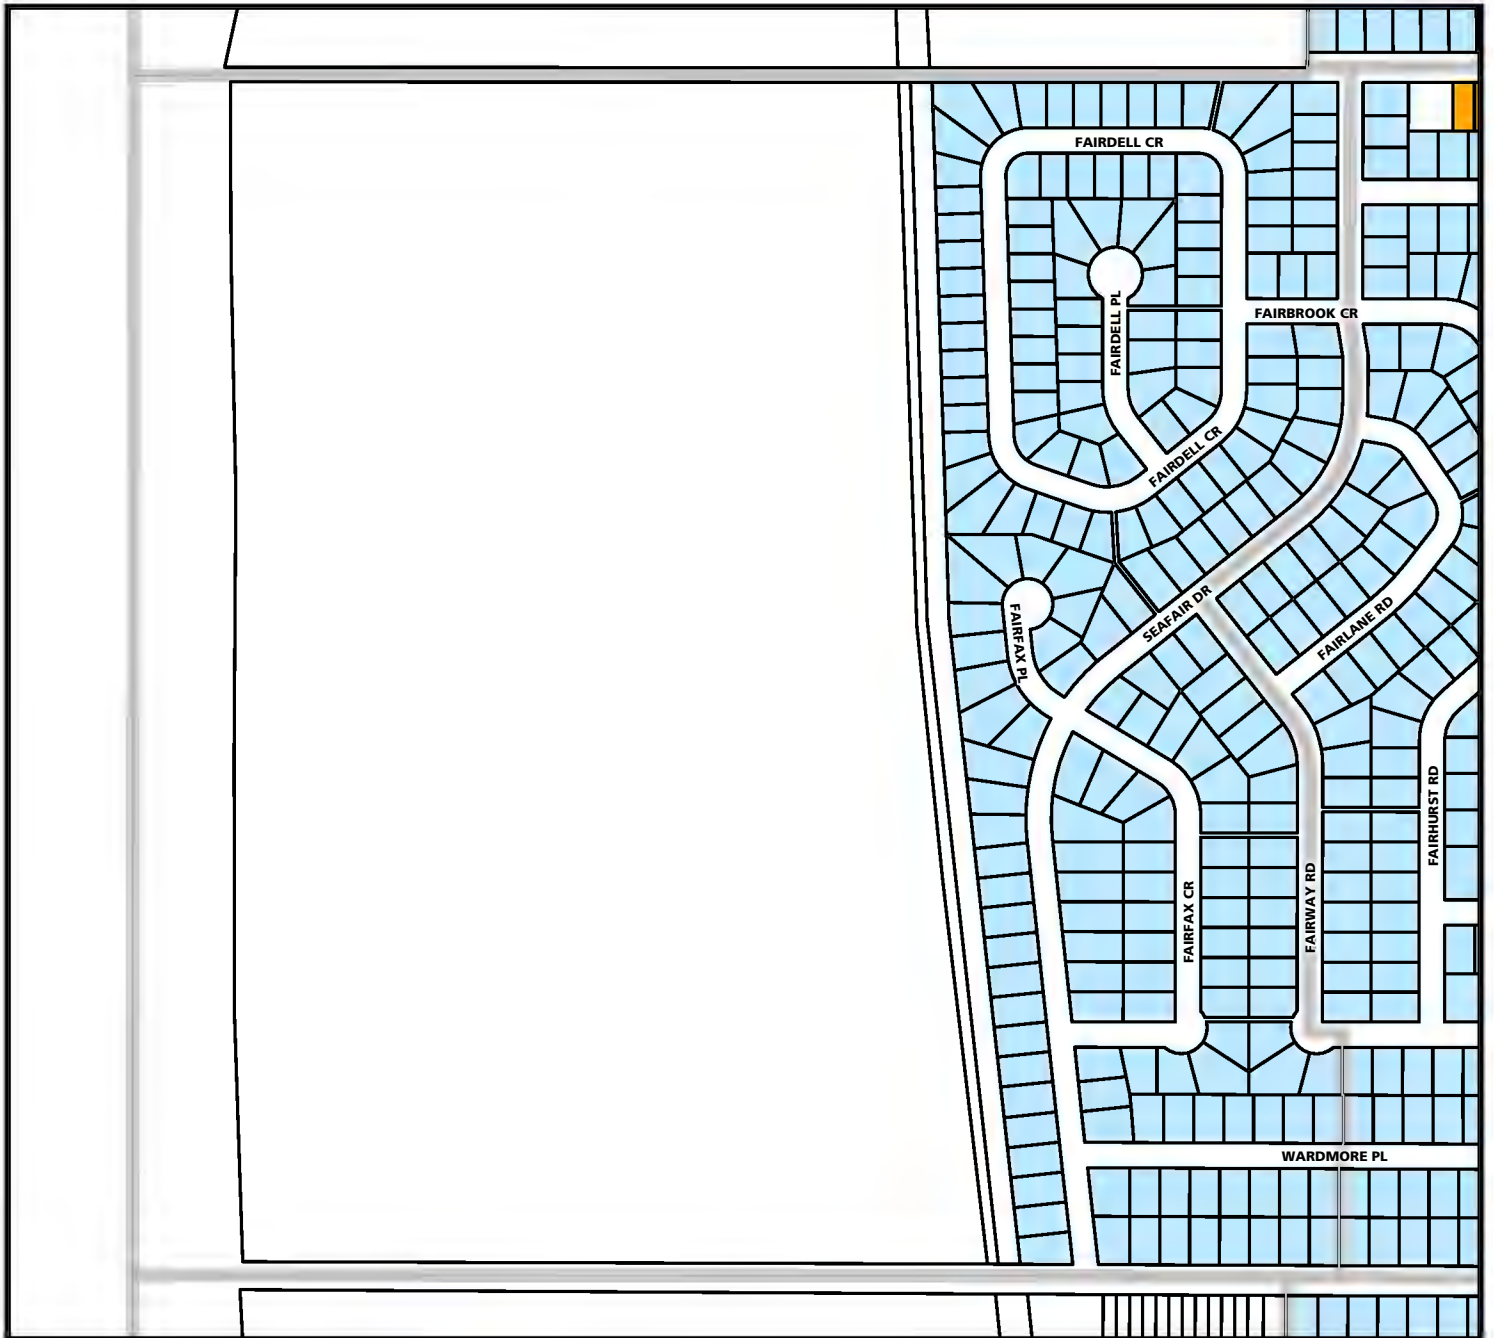 FAIRDELL CR
FAIRDELL PL
FAIRBROOK CR
FAIRDELL CR
SEAFAIR DR
FAIRLANE RD
FAIRFAX PL
FAIRHURST RD
FAIRFAX CR
FAIRWAY RD
WARDMORE PL